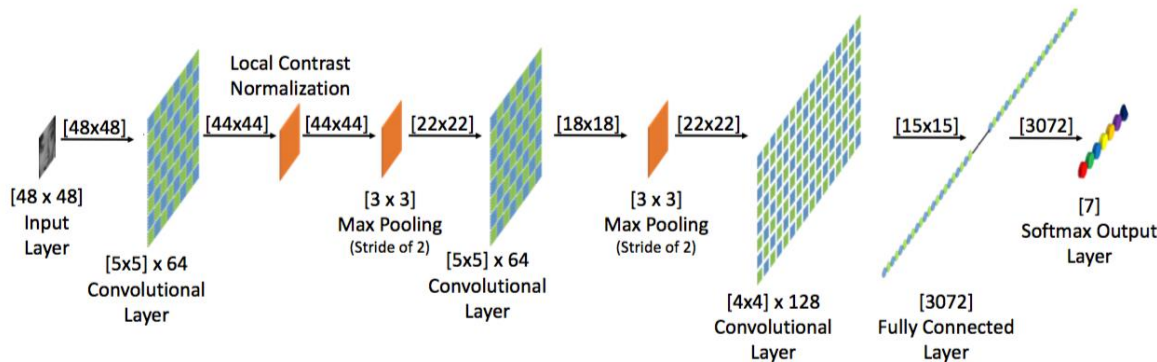 Local Contrast
Normalization
[48x48]
[44x44]
[44x44]
[22x22]
[18x18]
[22x22]
[15x15]
[3072]
[48 x 48]
Input
Layer
[5x5] x 64
Convolutional
Layer
[3 x 3]
Max Pooling
(Stride of 2)
[5x5] x 64
Convolutional
Layer
[3 x 3]
Max Pooling
(Stride of 2)
[4x4] x 128
Convolutional
Layer
[3072]
Fully Connected
Layer
[7]
Softmax Output
Layer